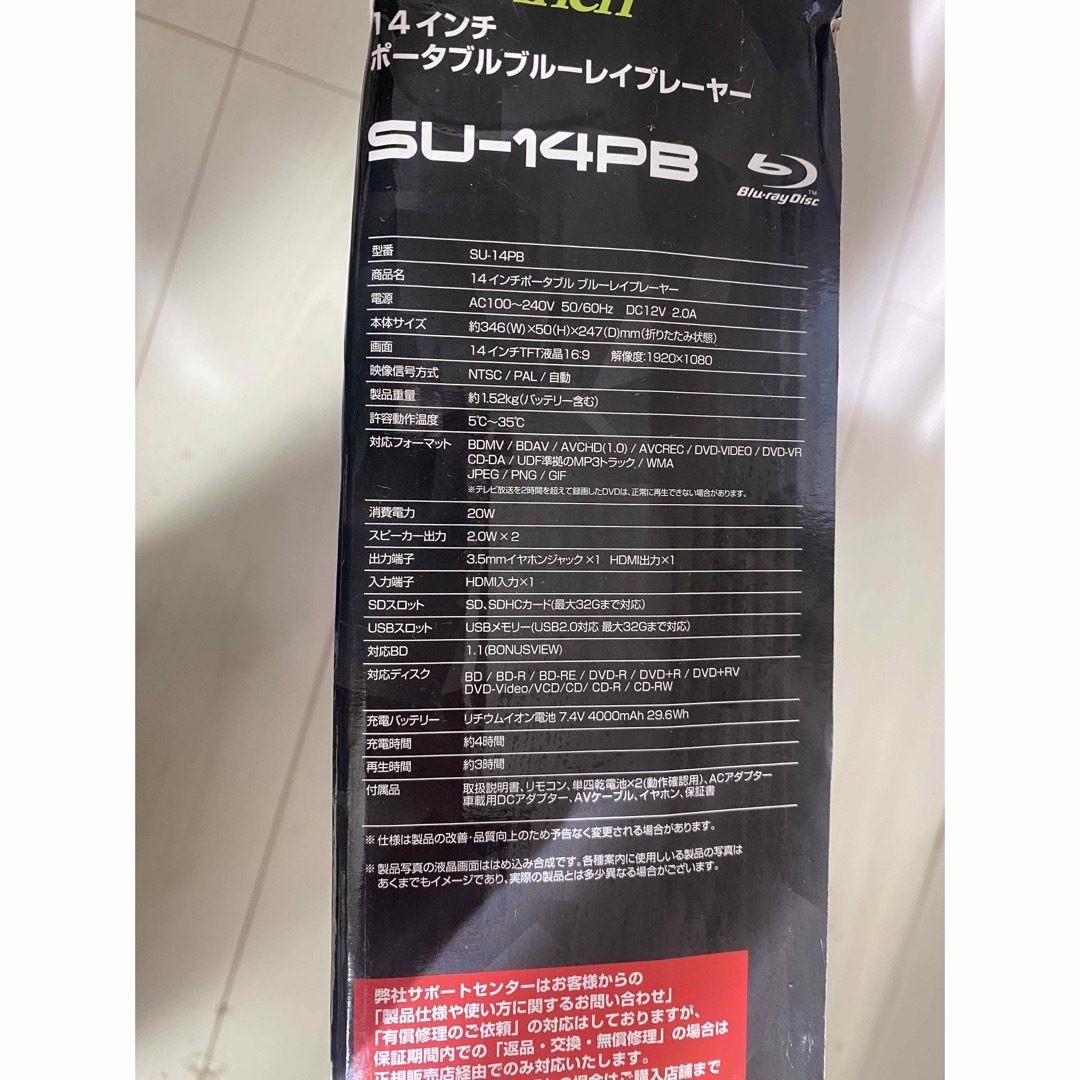 14インチ
ポータブルブルーレイプレーヤー
SU-14PB
Blu-ray Disc TM
型番 SU-14PB
商品名 14インチポータブル ブルーレイプレーヤー
電源 AC100〜240V 50/60Hz DC12V 2.0A
本体サイズ 約346(W)×50(H)×247(D)mm(折りたたみ状態)
画面 14インチTFT液晶16:9 解像度:1920×1080
映像信号方式 NTSC / PAL / 自動
製品重量 約1.52kg(バッテリー含む)
許容動作温度 5℃〜35℃
対応フォーマット BDMV / BDAV / AVCHD(1.0) / AVCREC / DVD-VIDEO / DVD-VR
CD-DA / UDF準拠のMP3トラック / WMA
JPEG / PNG / GIF
※テレビ放送を2時間を超えて録画したDVDは、正常に再生できない場合があります。
消費電力 20W
スピーカー出力 2.0W×2
出力端子 3.5mmイヤホンジャック×1 HDMI出力×1
入力端子 HDMI入力×1
SDスロット SD、SDHCカード(最大32Gまで対応)
USBスロット USBメモリー(USB2.0対応 最大32Gまで対応)
対応BD 1.1(BONUSVIEW)
対応ディスク BD / BD-R / BD-RE / DVD-R / DVD+R / DVD+RV
DVD-Video/VCD/CD/ CD-R / CD-RW
充電バッテリー リチウムイオン電池 7.4V 4000mAh 29.6Wh
充電時間 約4時間
再生時間 約3時間
付属品 取扱説明書、リモコン、単四乾電池×2(動作確認用)、ACアダプター
車載用DCアダプター、AVケーブル、イヤホン、保証書
※ 仕様は製品の改善・品質向上のため予告なく変更される場合があります。
※ 製品写真の液晶画面ははめ込み合成です。各種案内に使用しいる製品の写真は
あくまでもイメージであり、実際の製品とは多少異なる場合がございます。
弊社サポートセンターはお客様からの
「製品仕様や使い方に関するお問い合わせ」
「有償修理のご依頼」の対応はしておりますが、
保証期間内での「返品・交換・無償修理」の場合は
正規販売店経由でのみ対応いたします。
の場合はご購入店舗まで